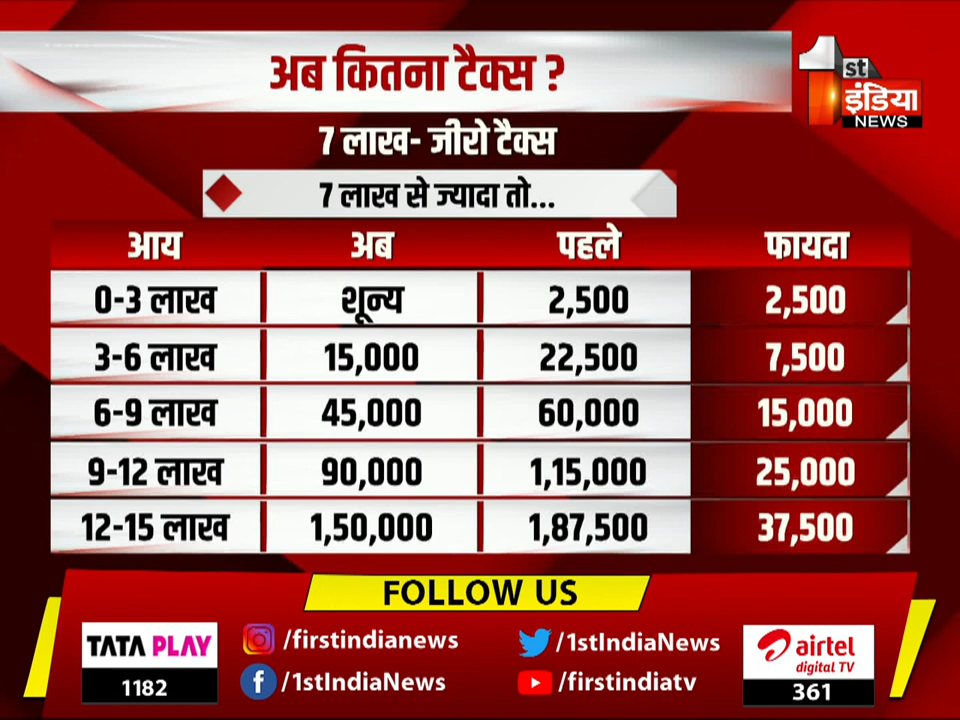 अब कितना टैक्स ?
1st
इंडिया
NEWS
7 लाख- जीरो टैक्स
7 लाख से ज्यादा तो...
आय अब पहले फायदा
0-3 लाख शून्य 2,500 2,500
3-6 लाख 15,000 22,500 7,500
6-9 लाख 45,000 60,000 15,000
9-12 लाख 90,000 1,15,000 25,000
12-15 लाख 1,50,000 1,87,500 37,500
FOLLOW US
TATA PLAY
1182
/firstindianews
/1stIndiaNews
/1stIndiaNews
/firstindiatv
airtel
digital TV
361